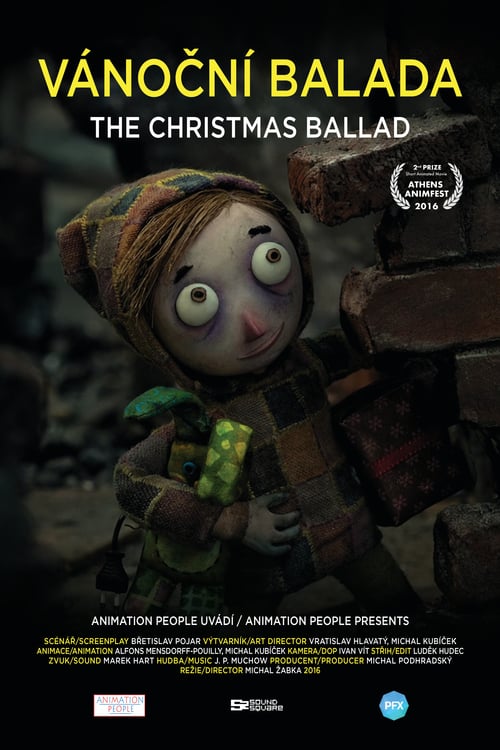 VÁNOČNÍ BALADA
THE CHRISTMAS BALLAD
2ND PRIZE
Short Animated Movie
ATHENS
ANIMFEST
2016
ANIMATION PEOPLE UVÁDÍ / ANIMATION PEOPLE PRESENTS
SCÉNÁŘ/SCREENPLAY BŘETISLAV POJAR VÝTVARNÍK/ART DIRECTOR VRATISLAV HLAVATÝ, MICHAL KUBÍČEK
ANIMACE/ANIMATION ALFONS MENSDORFF-POUILLY, MICHAL KUBÍČEK KAMERA/DOP IVAN VÍT STŘIH/EDIT LUDĚK HUDEC
ZVUK/SOUND MAREK HART HUDBA/MUSIC J. P. MUCHOW PRODUCENT/PRODUCER MICHAL PODHRADSKÝ
REŽIE/DIRECTOR MICHAL ŽABKA 2016
ANIMATION
PEOPLE
SOUND
SQUARE
PFX